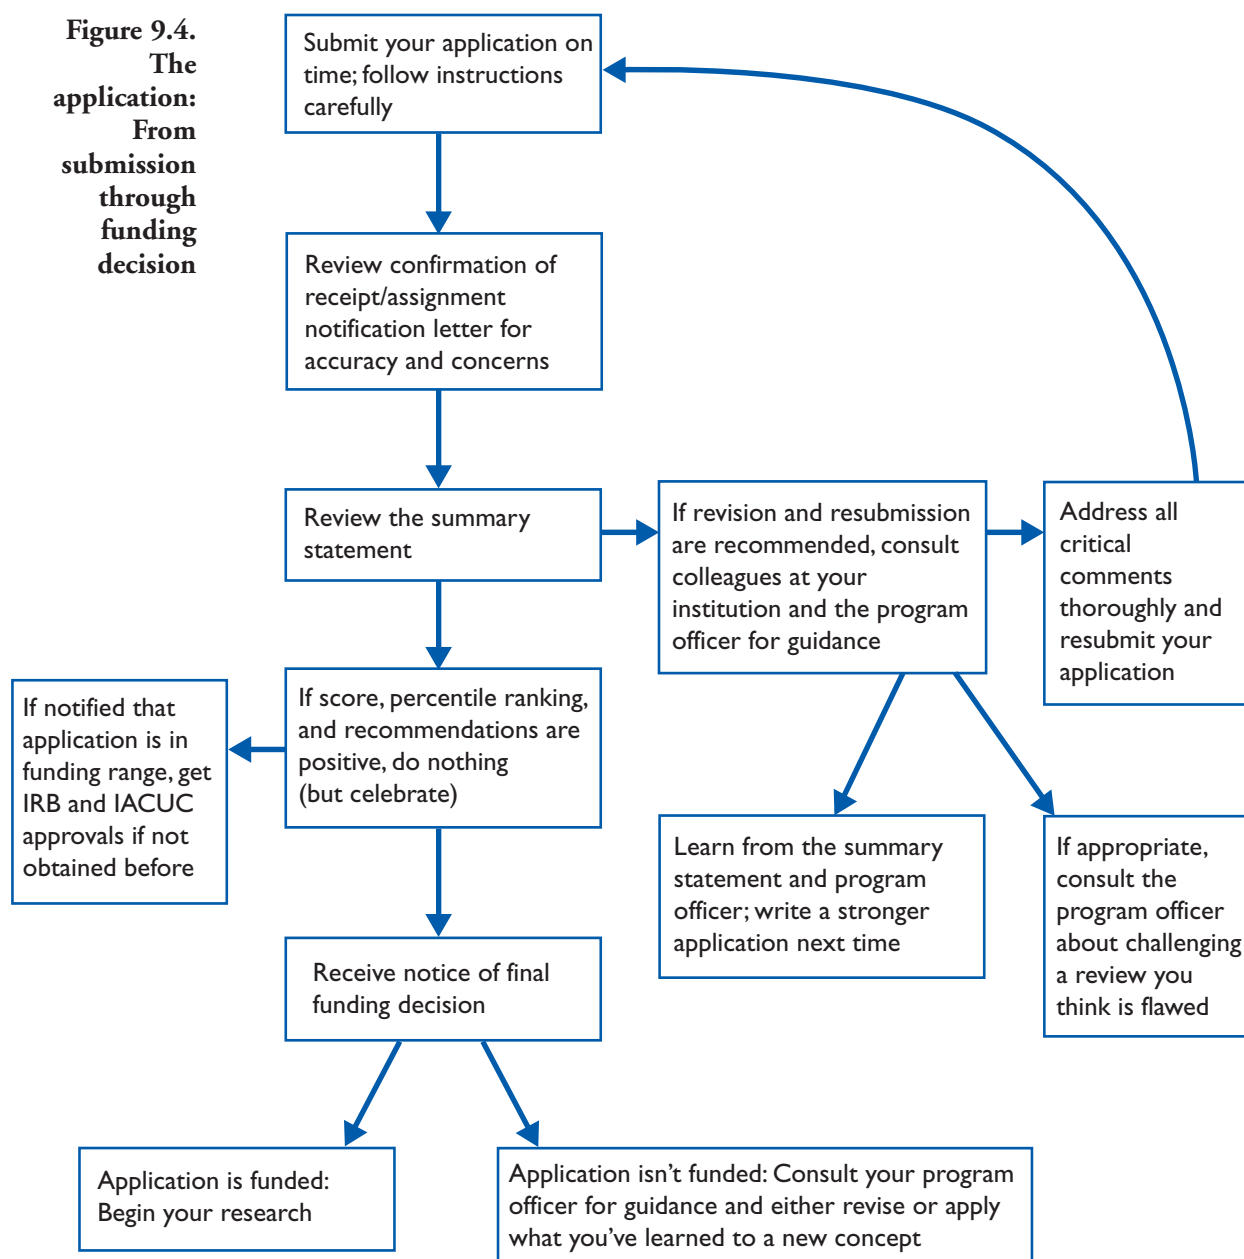 Figure 9.4.
The
application:
From
submission
through
funding
decision
Submit your application on
time; follow instructions
carefully
Review confirmation of
receipt/assignment
notification letter for
accuracy and concerns
Review the summary
statement
If revision and resubmission
are recommended, consult
colleagues at your
institution and the program
officer for guidance
Address all
critical
comments
thoroughly and
resubmit your
application
If notified that
application is in
funding range, get
IRB and IACUC
approvals if not
obtained before
If score, percentile ranking,
and recommendations are
positive, do nothing
(but celebrate)
Learn from the summary
statement and program
officer; write a stronger
application next time
If appropriate,
consult the
program officer
about challenging
a review you
think is flawed
Receive notice of final
funding decision
Application is funded:
Begin your research
Application isn't funded: Consult your program
officer for guidance and either revise or apply
what you've learned to a new concept